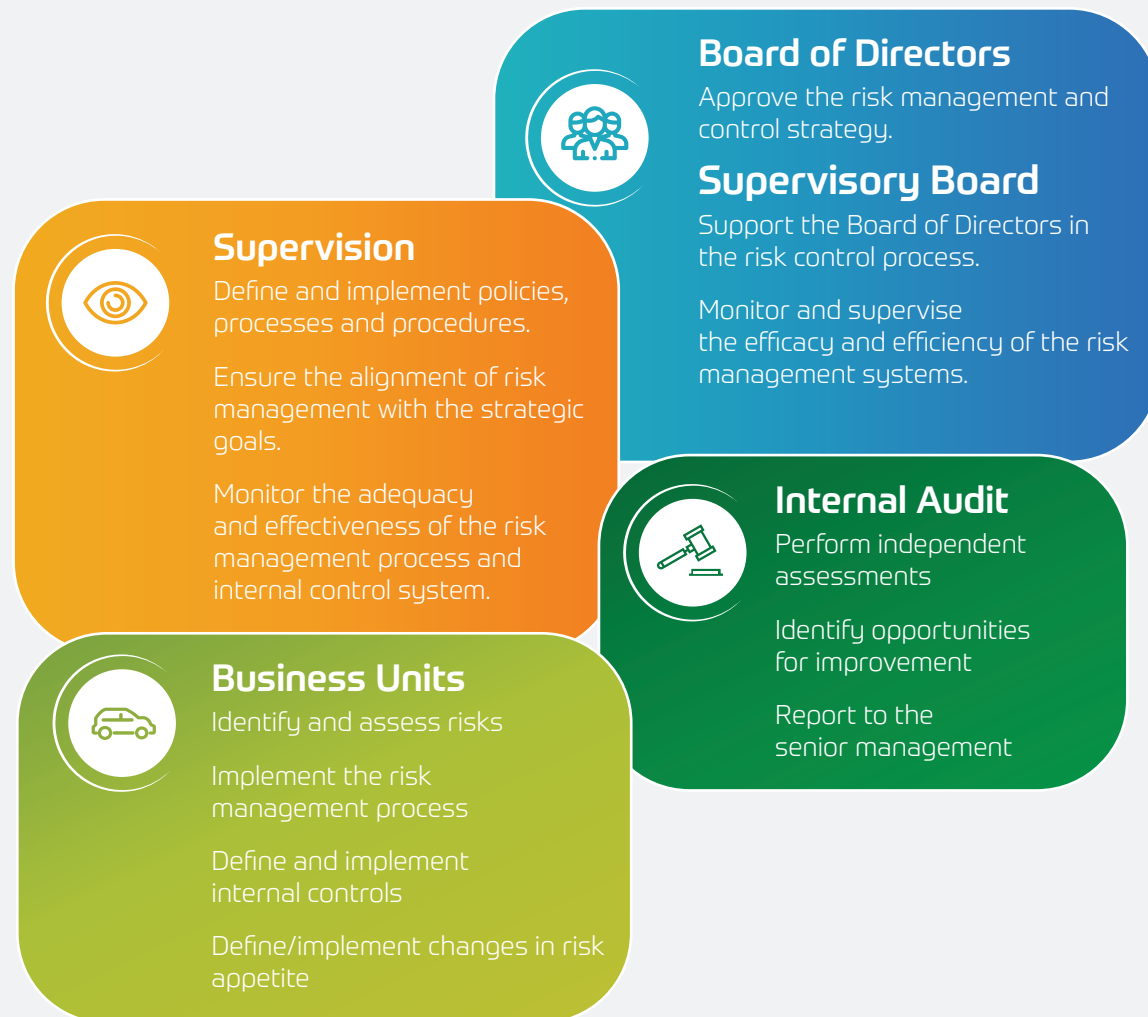 Board of Directors
Approve the risk management and
control strategy.
Supervisory Board
Support the Board of Directors in
the risk control process.
Monitor and supervise
the efficacy and efficiency of the risk
management systems.
Supervision
Define and implement policies,
processes and procedures.
Ensure the alignment of risk
management with the strategic
goals.
Monitor the adequacy
and effectiveness of the risk
management process and
internal control system.
Internal Audit
Perform independent
assessments
Identify opportunities
for improvement
Report to the
senior management
Business Units
Identify and assess risks
Implement the risk
management process
Define and implement
internal controls
Define/implement changes in risk
appetite